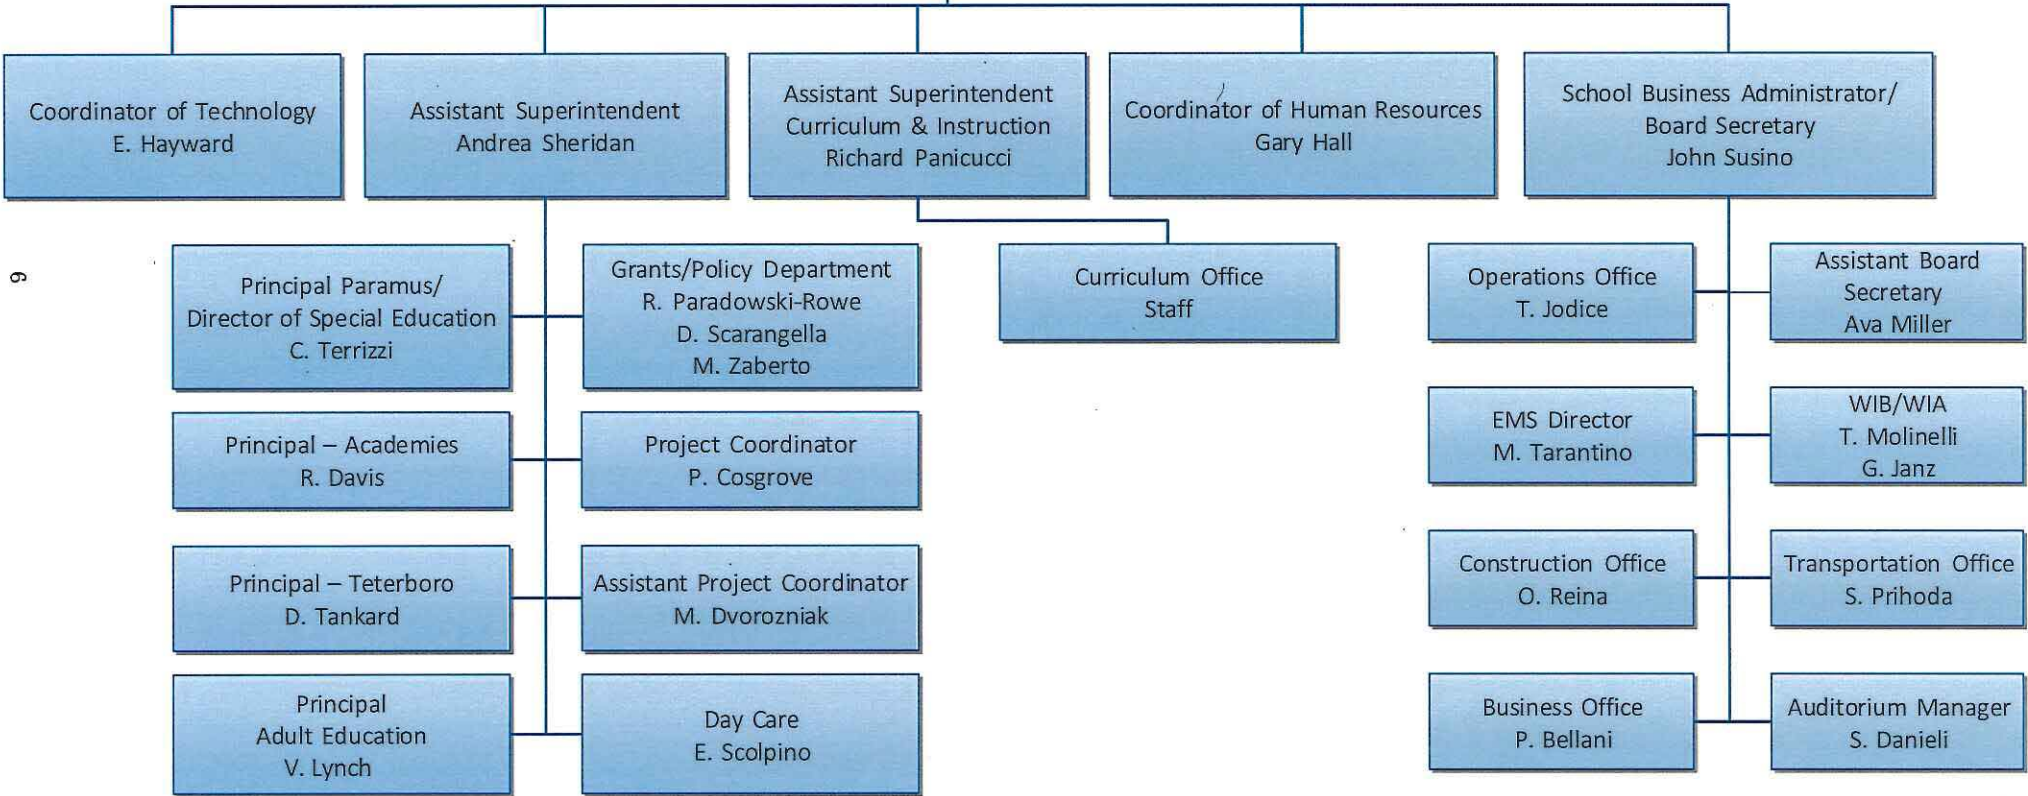 Coordinator of Technology
E. Hayward
Assistant Superintendent
Andrea Sheridan
Assistant Superintendent
Curriculum & Instruction
Richard Panicucci
Coordinator of Human Resources
Gary Hall
School Business Administrator/
Board Secretary
John Susino
Principal Paramus/
Director of Special Education
C. Terrizzi
Grants/Policy Department
R. Paradowski-Rowe
D. Scarangella
M. Zaberto
Curriculum Office
Staff
Operations Office
T. Jodice
Assistant Board
Secretary
Ava Miller
Principal – Academies
R. Davis
Project Coordinator
P. Cosgrove
EMS Director
M. Tarantino
WIB/WIA
T. Molinelli
G. Janz
Principal – Teterboro
D. Tankard
Assistant Project Coordinator
M. Dvorozniak
Construction Office
O. Reina
Transportation Office
S. Prihoda
Principal
Adult Education
V. Lynch
Day Care
E. Scolpino
Business Office
P. Bellani
Auditorium Manager
S. Danieli